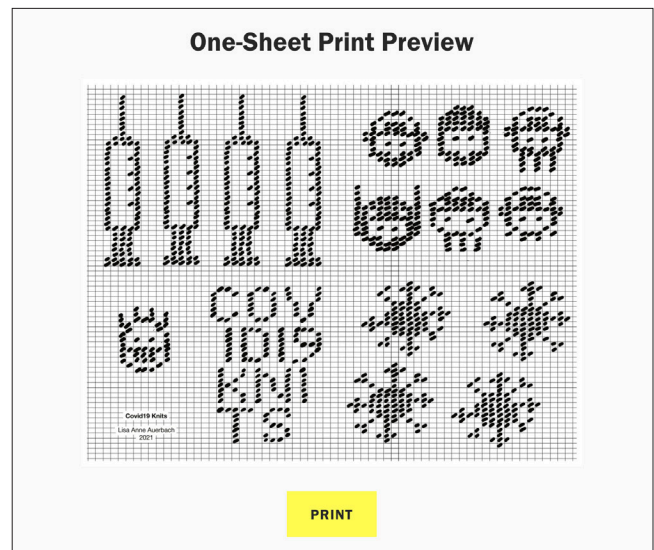 One-Sheet Print Preview
COV
ID19
KNI
TS
Covid19 Knits
Lisa Anne Auerbach
2021
PRINT